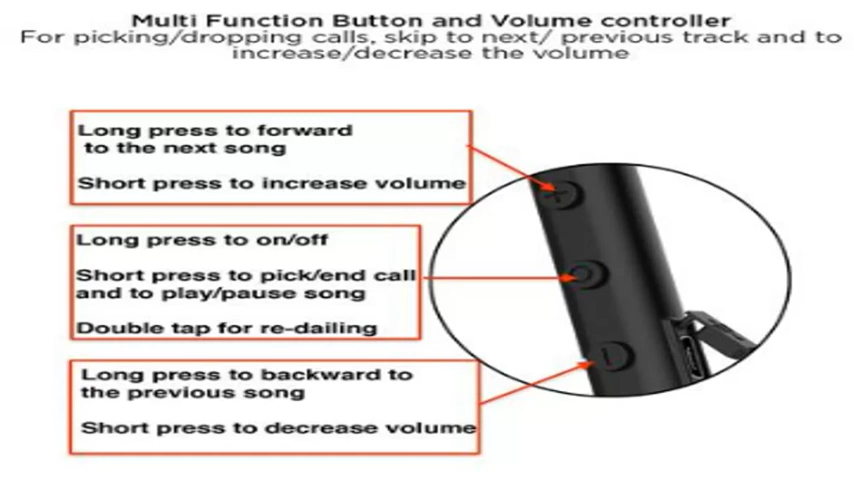 Multi Function Button and Volume controller
For picking/dropping calls, skip to next/ previous track and to
increase/decrease the volume
Long press to forward
to the next song
Short press to increase volume
Long press to on/off
Short press to pick/end call
and to play/pause song
Double tap for re-dailing
Long press to backward to
the previous song
Short press to decrease volume